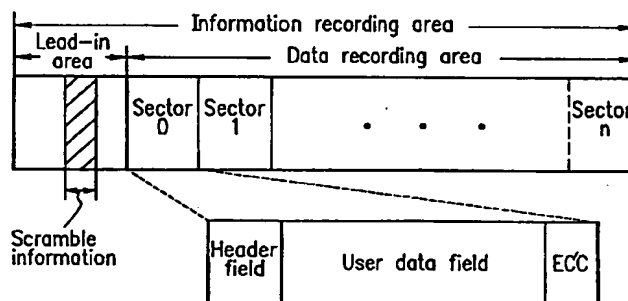 Information recording area
Lead-in
area
Data recording area
Sector
0
Sector
1
. . .
Sector
n
Scramble
information
Header
field
User data field
ECC